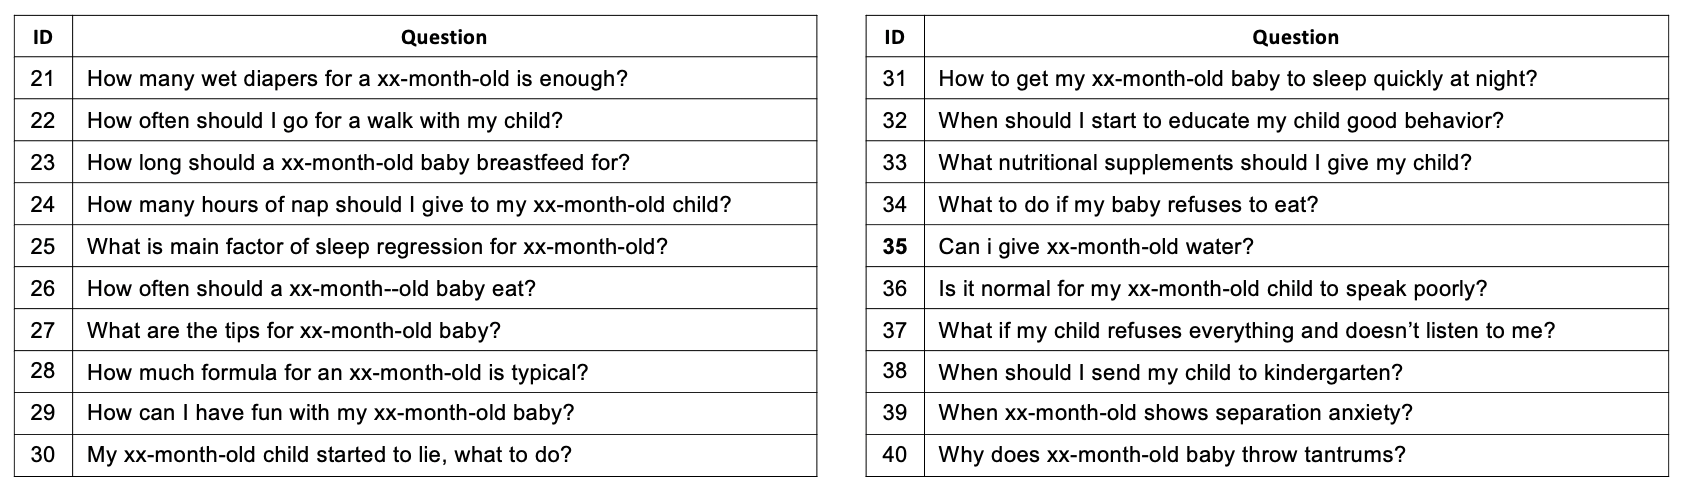 ID Question
21 How many wet diapers for a xx-month-old is enough?
22 How often should I go for a walk with my child?
23 How long should a xx-month-old baby breastfeed for?
24 How many hours of nap should I give to my xx-month-old child?
25 What is main factor of sleep regression for xx-month-old?
26 How often should a xx-month--old baby eat?
27 What are the tips for xx-month-old baby?
28 How much formula for an xx-month-old is typical?
29 How can I have fun with my xx-month-old baby?
30 My xx-month-old child started to lie, what to do?
ID Question
31 How to get my xx-month-old baby to sleep quickly at night?
32 When should I start to educate my child good behavior?
33 What nutritional supplements should I give my child?
34 What to do if my baby refuses to eat?
35 Can i give xx-month-old water?
36 Is it normal for my xx-month-old child to speak poorly?
37 What if my child refuses everything and doesn’t listen to me?
38 When should I send my child to kindergarten?
39 When xx-month-old shows separation anxiety?
40 Why does xx-month-old baby throw tantrums?